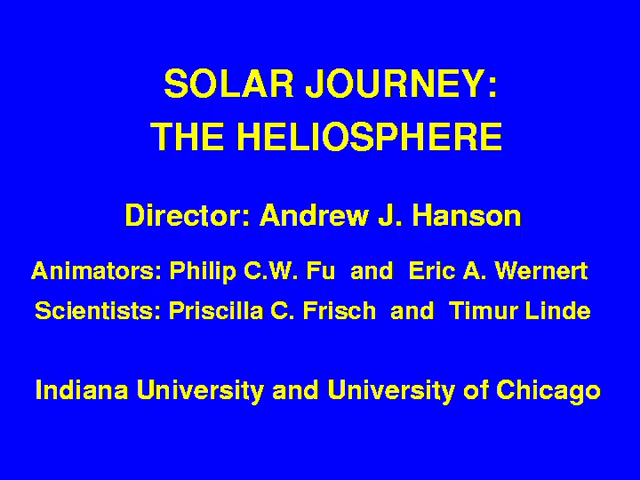 SOLAR JOURNEY:
THE HELIOSPHERE
Director: Andrew J. Hanson
Animators: Philip C.W. Fu and Eric A. Wernert
Scientists: Priscilla C. Frisch and Timur Linde
Indiana University and University of Chicago